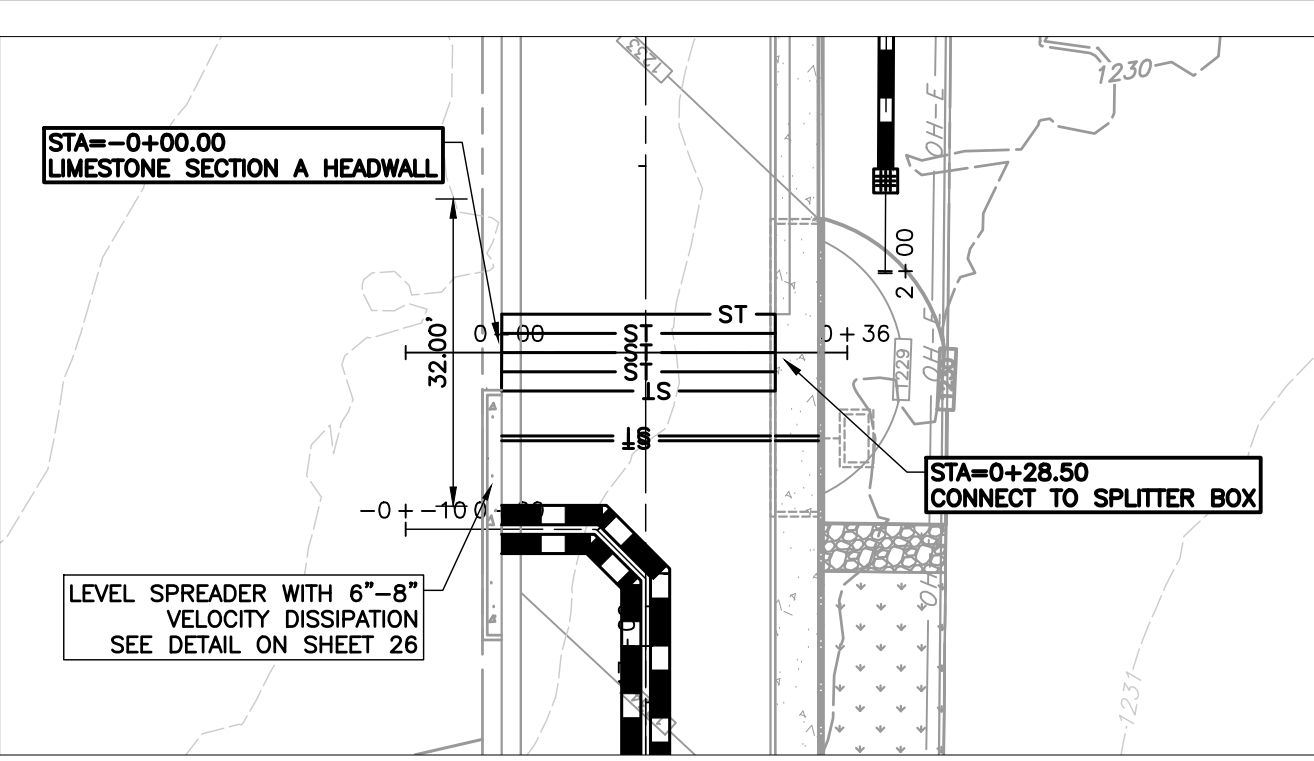 1233
1230
OH-E
STA=-0+00.00
LIMESTONE SECTION A HEADWALL
2+00
ST
0+00
ST
0+36
OH-E
ST
1229
32.00'
ST
ST
ST
STA=0+28.50
CONNECT TO SPLITTER BOX
-0+-10
LEVEL SPREADER WITH 6"-8"
VELOCITY DISSIPATION
SEE DETAIL ON SHEET 26
OH
1231